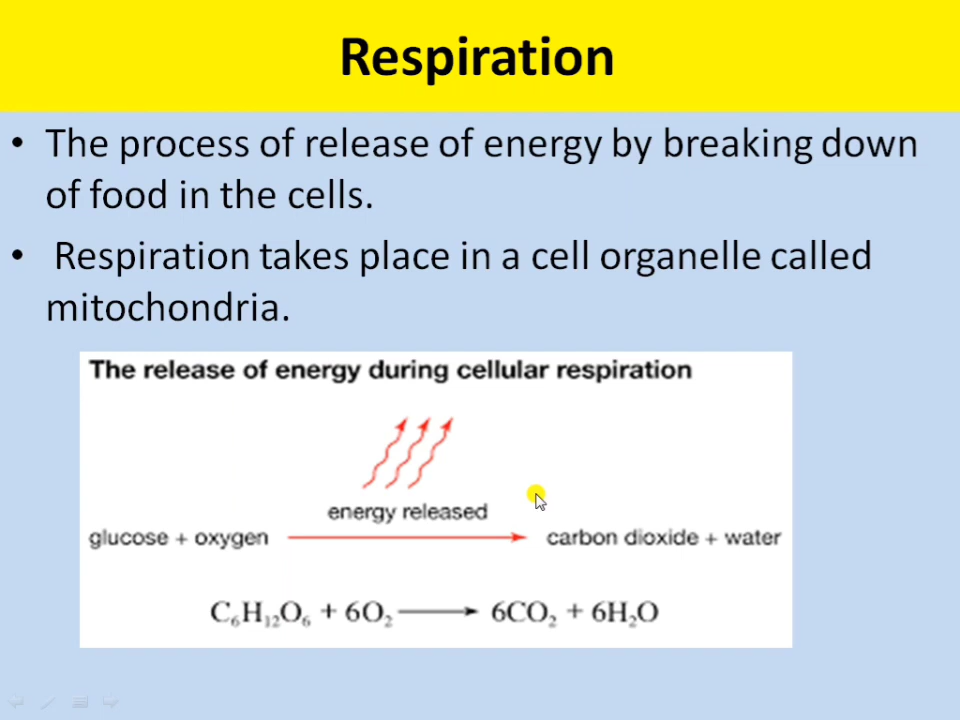 Respiration
• The process of release of energy by breaking down
of food in the cells.
• Respiration takes place in a cell organelle called
mitochondria.
The release of energy during cellular respiration
energy released
glucose + oxygen → carbon dioxide + water
C₆H₁₂O₆ + 6O₂ → 6CO₂ + 6H₂O